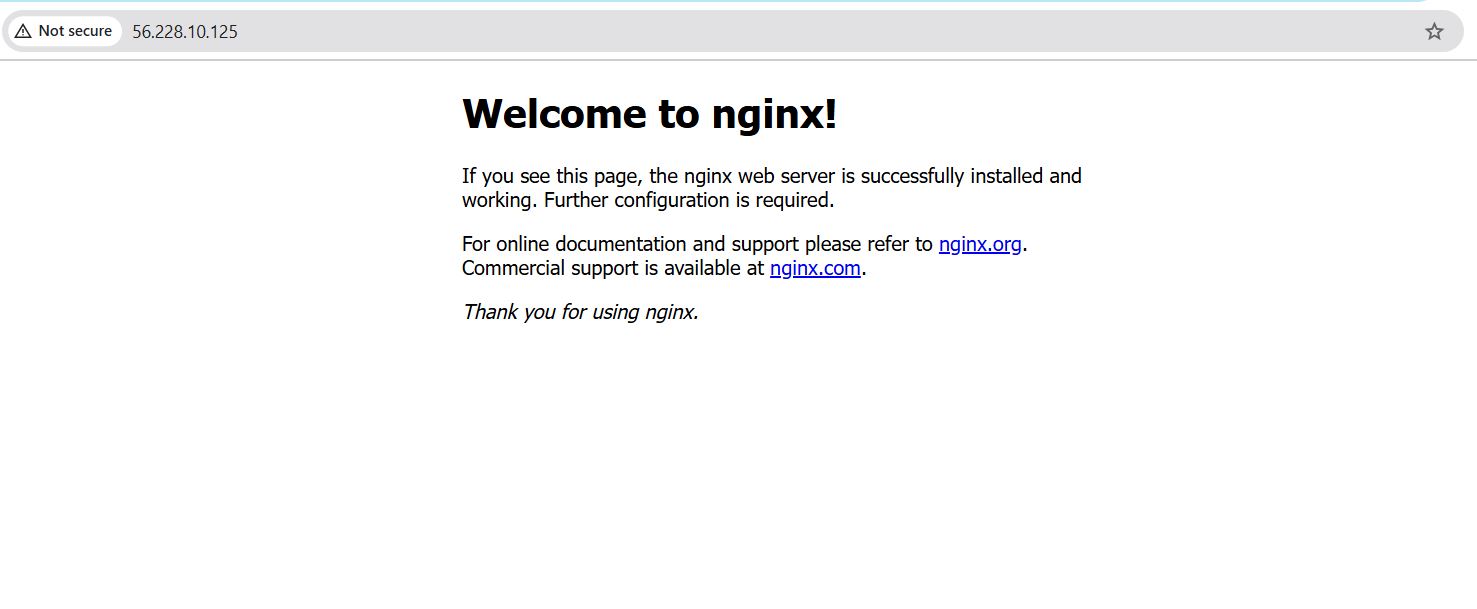 Not secure 56.228.10.125
Welcome to nginx!
If you see this page, the nginx web server is successfully installed and
working. Further configuration is required.
For online documentation and support please refer to nginx.org.
Commercial support is available at nginx.com.
Thank you for using nginx.